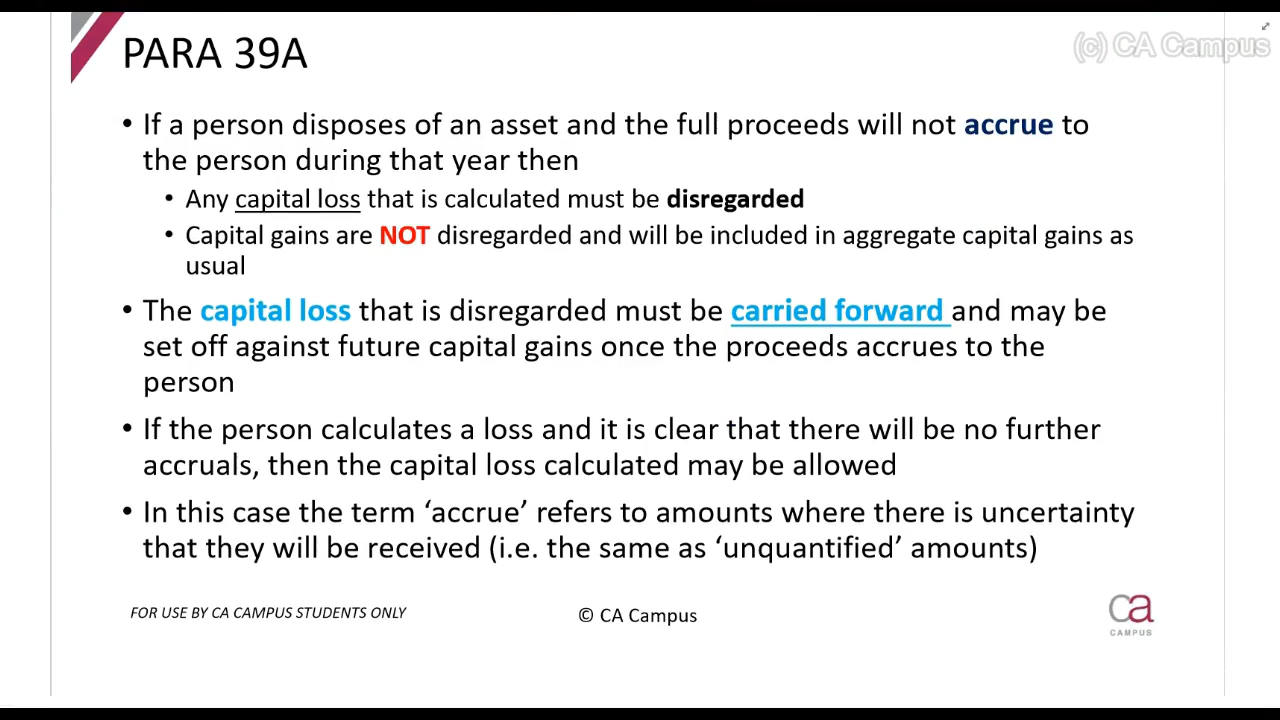 (c) CA Campus
PARA 39A
• If a person disposes of an asset and the full proceeds will not accrue to
the person during that year then
• Any capital loss that is calculated must be disregarded
• Capital gains are NOT disregarded and will be included in aggregate capital gains as
usual
• The capital loss that is disregarded must be carried forward and may be
set off against future capital gains once the proceeds accrues to the
person
• If the person calculates a loss and it is clear that there will be no further
accruals, then the capital loss calculated may be allowed
• In this case the term ‘accrue’ refers to amounts where there is uncertainty
that they will be received (i.e. the same as ‘unquantified’ amounts)
FOR USE BY CA CAMPUS STUDENTS ONLY
© CA Campus
ca
CAMPUS